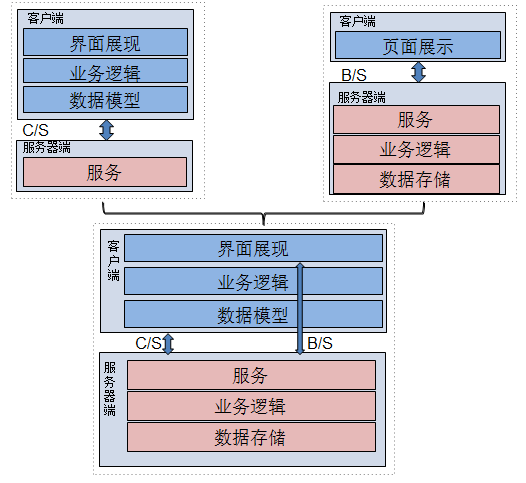 客户端
界面展现
业务逻辑
数据模型
C/S
服务器端
服务
客户端
页面展示
B/S
服务器端
服务
业务逻辑
数据存储
客户端
界面展现
业务逻辑
数据模型
C/S
B/S
服务器端
服务
业务逻辑
数据存储